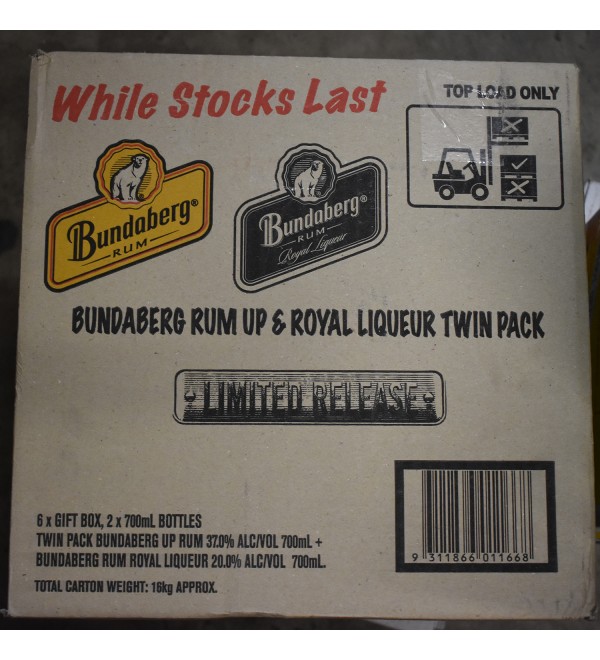 While Stocks Last
TOP LOAD ONLY
Bundaberg®
RUM
Bundaberg®
RUM
Royal Liqueur
BUNDABERG RUM UP & ROYAL LIQUEUR TWIN PACK
LIMITED RELEASE
6 x GIFT BOX, 2 x 700mL BOTTLES
TWIN PACK BUNDABERG UP RUM 37.0% ALC/VOL 700mL +
BUNDABERG RUM ROYAL LIQUEUR 20.0% ALC/VOL 700mL.
TOTAL CARTON WEIGHT: 16kg APPROX.
9 311866 011668